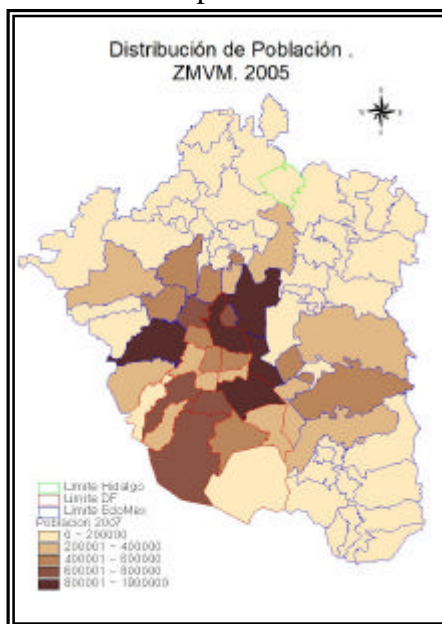 Distribución de Población .
ZMVM. 2005
Limite Hidalgo
Limite DF
Limite EdoMex
Poblacion 2007
0 - 200000
200001 - 400000
400001 - 600000
600001 - 800000
800001 - 1900000